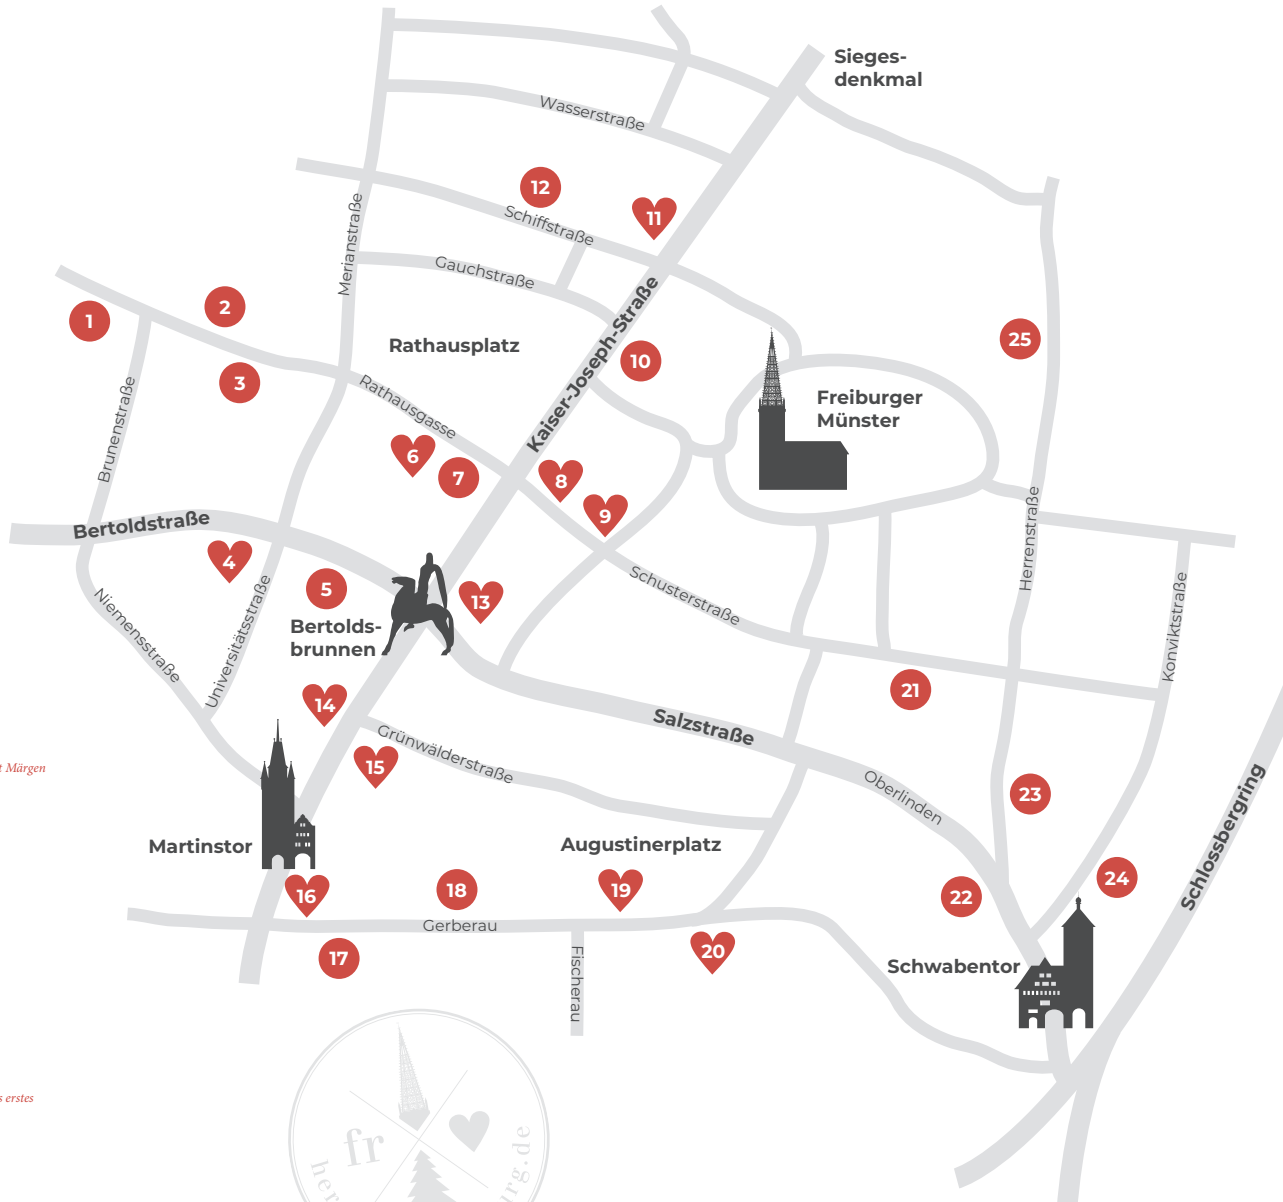 Sieges-
denkmal
Wasserstraße
12
11
Schiffstraße
Merianstraße
Gauchstraße
2
1
25
Rathausplatz
10
3
Kaiser-Joseph-Straße
Rathausgasse
Freiburger
Münster
Brunenstraße
6
7
8
9
Bertoldstraße
Herrenstraße
4
5
13
Schusterstraße
Konviktstraße
Niemensstraße
Universitätsstraße
Bertolds-
brunnen
21
14
Salzstraße
Grünwälderstraße
15
t Märgen
Oberlinden
23
Schlossbergring
Martinstor
Augustinerplatz
16
18
19
24
22
Gerberau
17
20
Schwabentor
Fischerau
s erstes
fr
her
urg.de